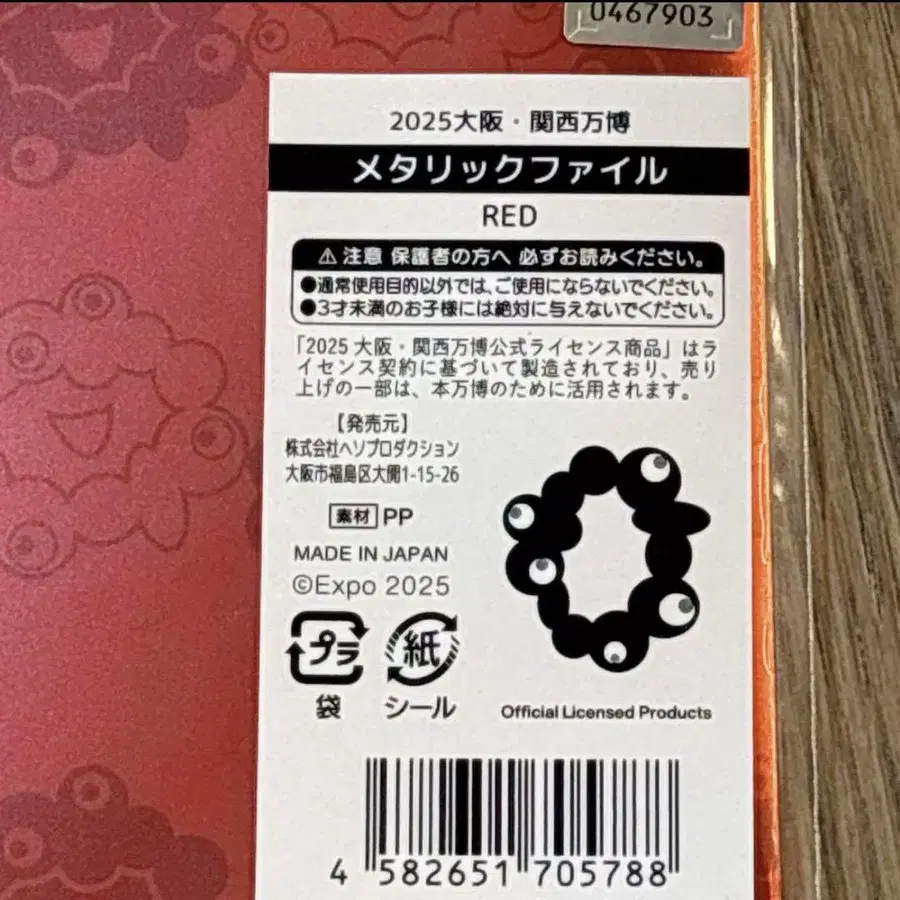 0467903
2025大阪・関西万博
メタリックファイル
RED
⚠注意 保護者の方へ 必ずお読みください。
●通常使用目的以外では、ご使用にならないでください。
●3才未満のお子様には絶対に与えないでください。
「2025 大阪・関西万博公式ライセンス商品」はラ
イセンス契約に基づいて製造されており、売り
上げの一部は、本万博のために活用されます。
【発売元】
株式会社ヘソプロダクション
大阪市福島区大開1-15-26
素材 PP
MADE IN JAPAN
©Expo 2025
プラ 紙
袋 シール
Official Licensed Products
4 582651 705788